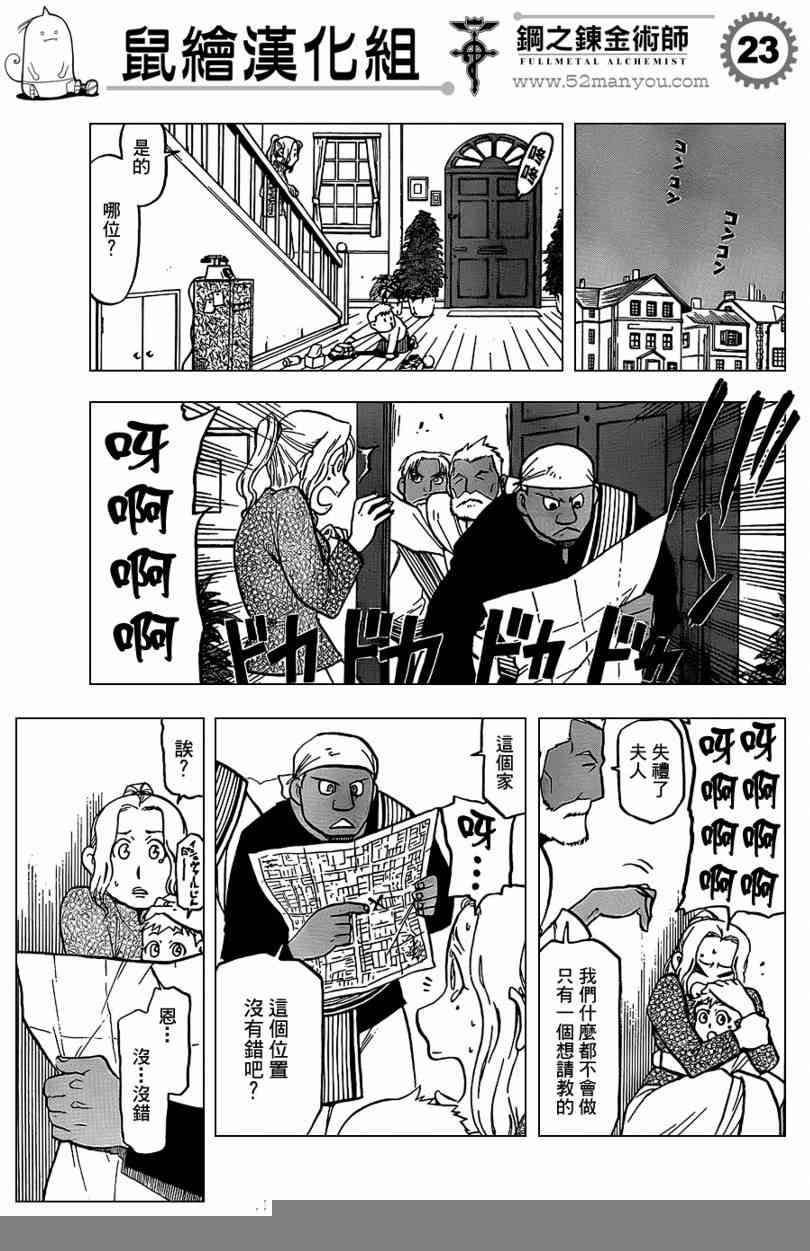 鼠繪漢化組
鋼之鍊金術師
FULLMETAL ALCHEMIST
www.52manyou.com
23
コンコン
コンコン
叩叩
是的
哪位？
呀啊啊啊
ドカ
ドカ
ドカ
ドカ
呀啊啊啊
呀啊啊啊
失禮了
夫人
我們什麼都不會做
只有一個想請教的
這個家
呀…
這個位置
沒有錯吧？
誒？
恩…
沒…沒錯